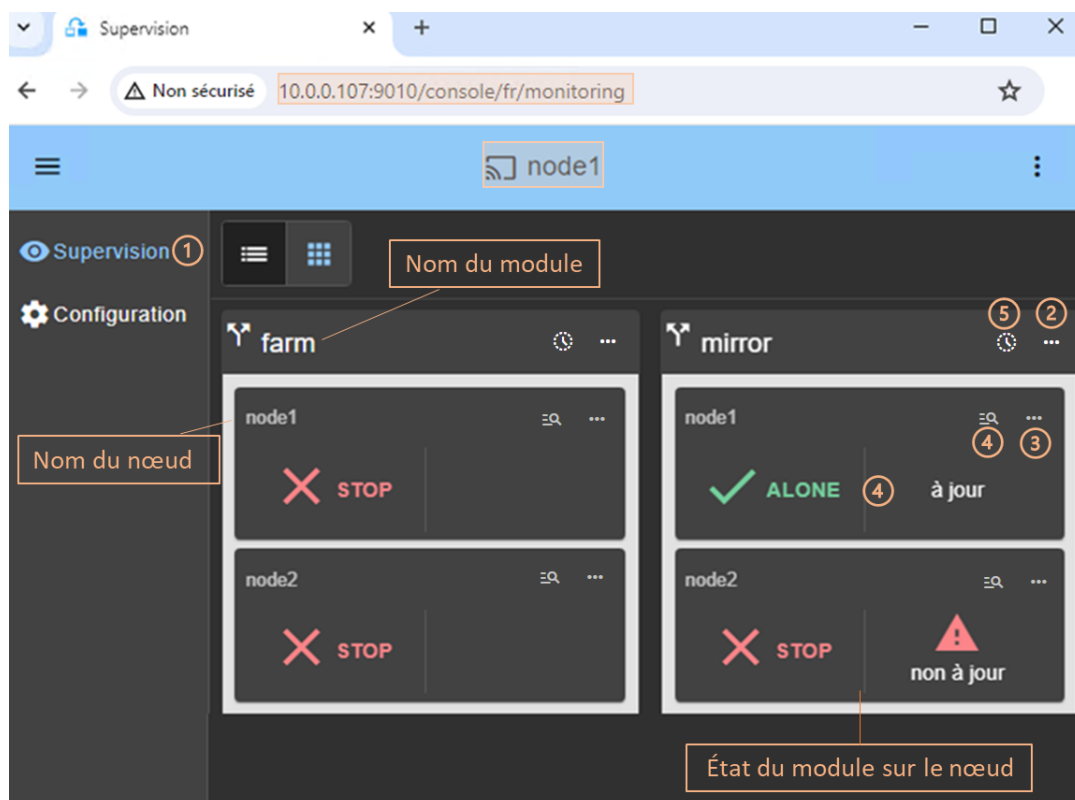 Supervision
Non sécurisé 10.0.0.107:9010/console/fr/monitoring
node1
Supervision 1
Configuration
Nom du module
farm
5 2
mirror
node1
STOP
node2
STOP
node1
4 3
ALONE 4 à jour
node2
STOP
non à jour
Nom du nœud
État du module sur le nœud